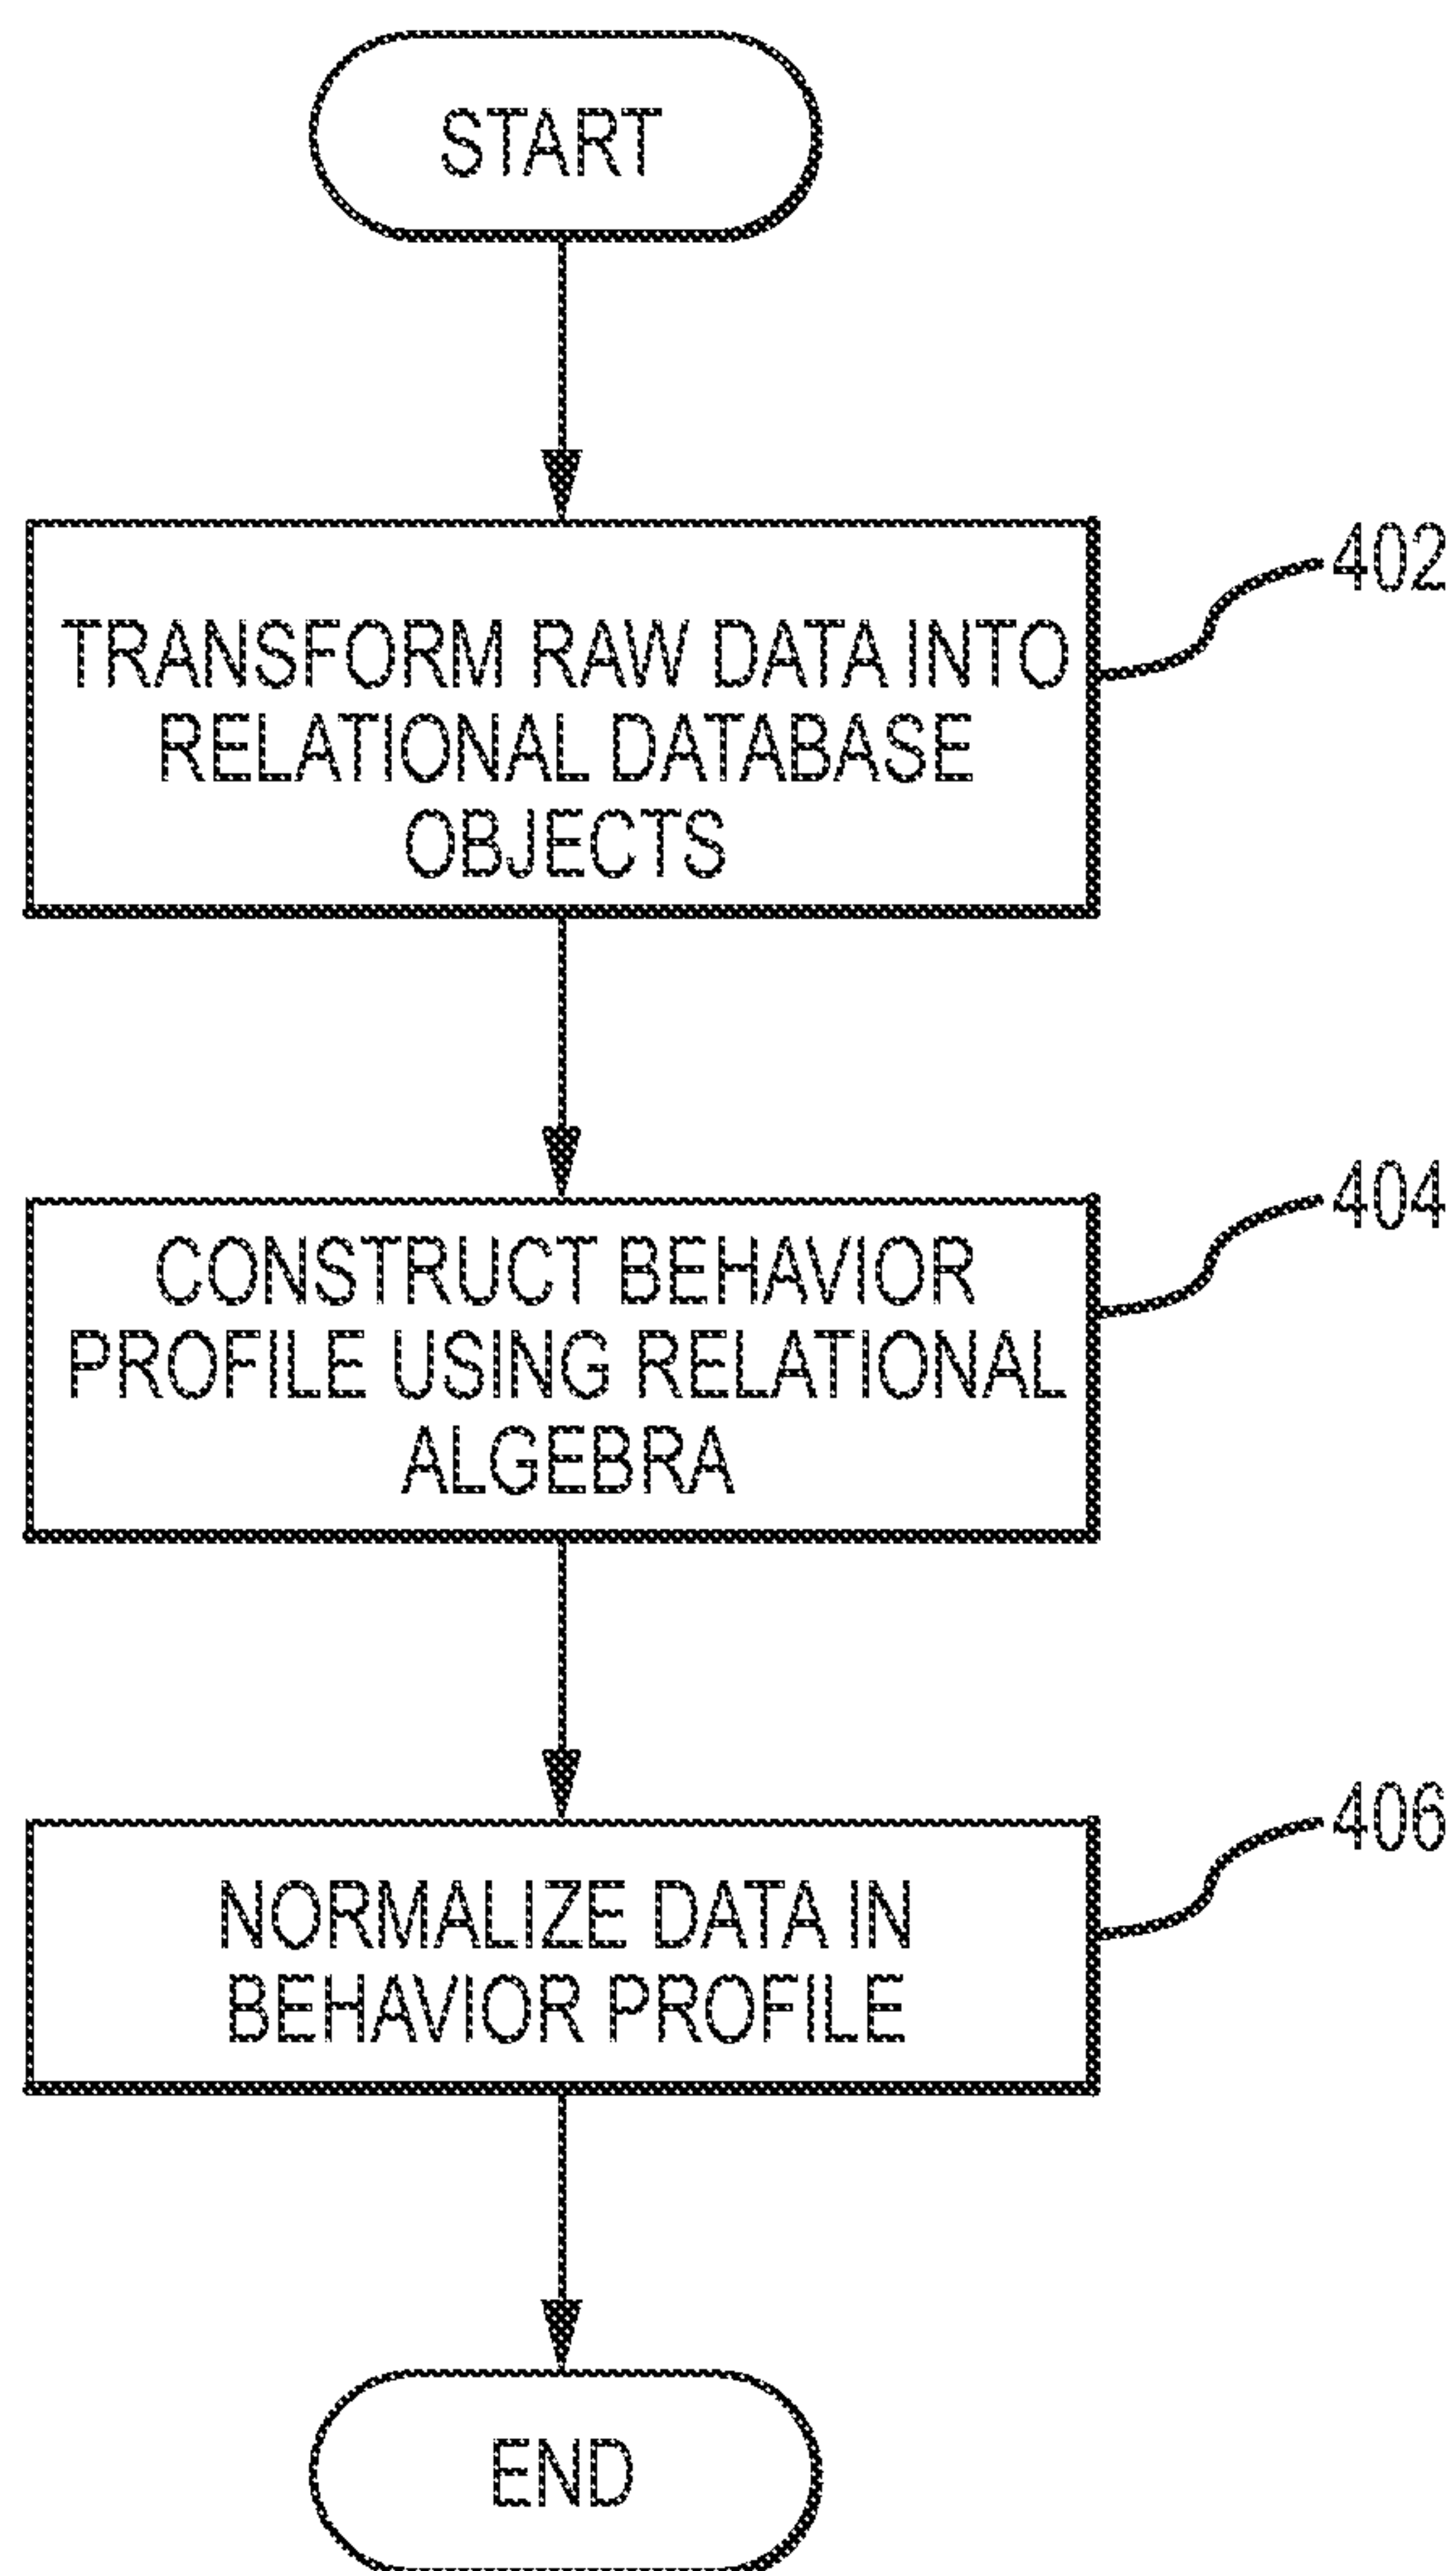 START
402
TRANSFORM RAW DATA INTO
RELATIONAL DATABASE
OBJECTS
404
CONSTRUCT BEHAVIOR
PROFILE USING RELATIONAL
ALGEBRA
406
NORMALIZE DATA IN
BEHAVIOR PROFILE
END